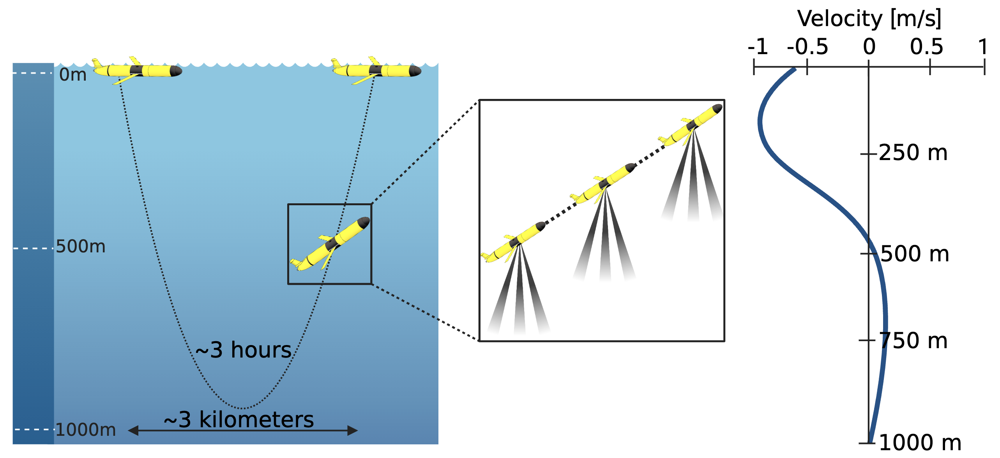 0m
500m
1000m
~3 hours
~3 kilometers
Velocity [m/s]
-1 -0.5 0 0.5 1
250 m
500 m
750 m
1000 m